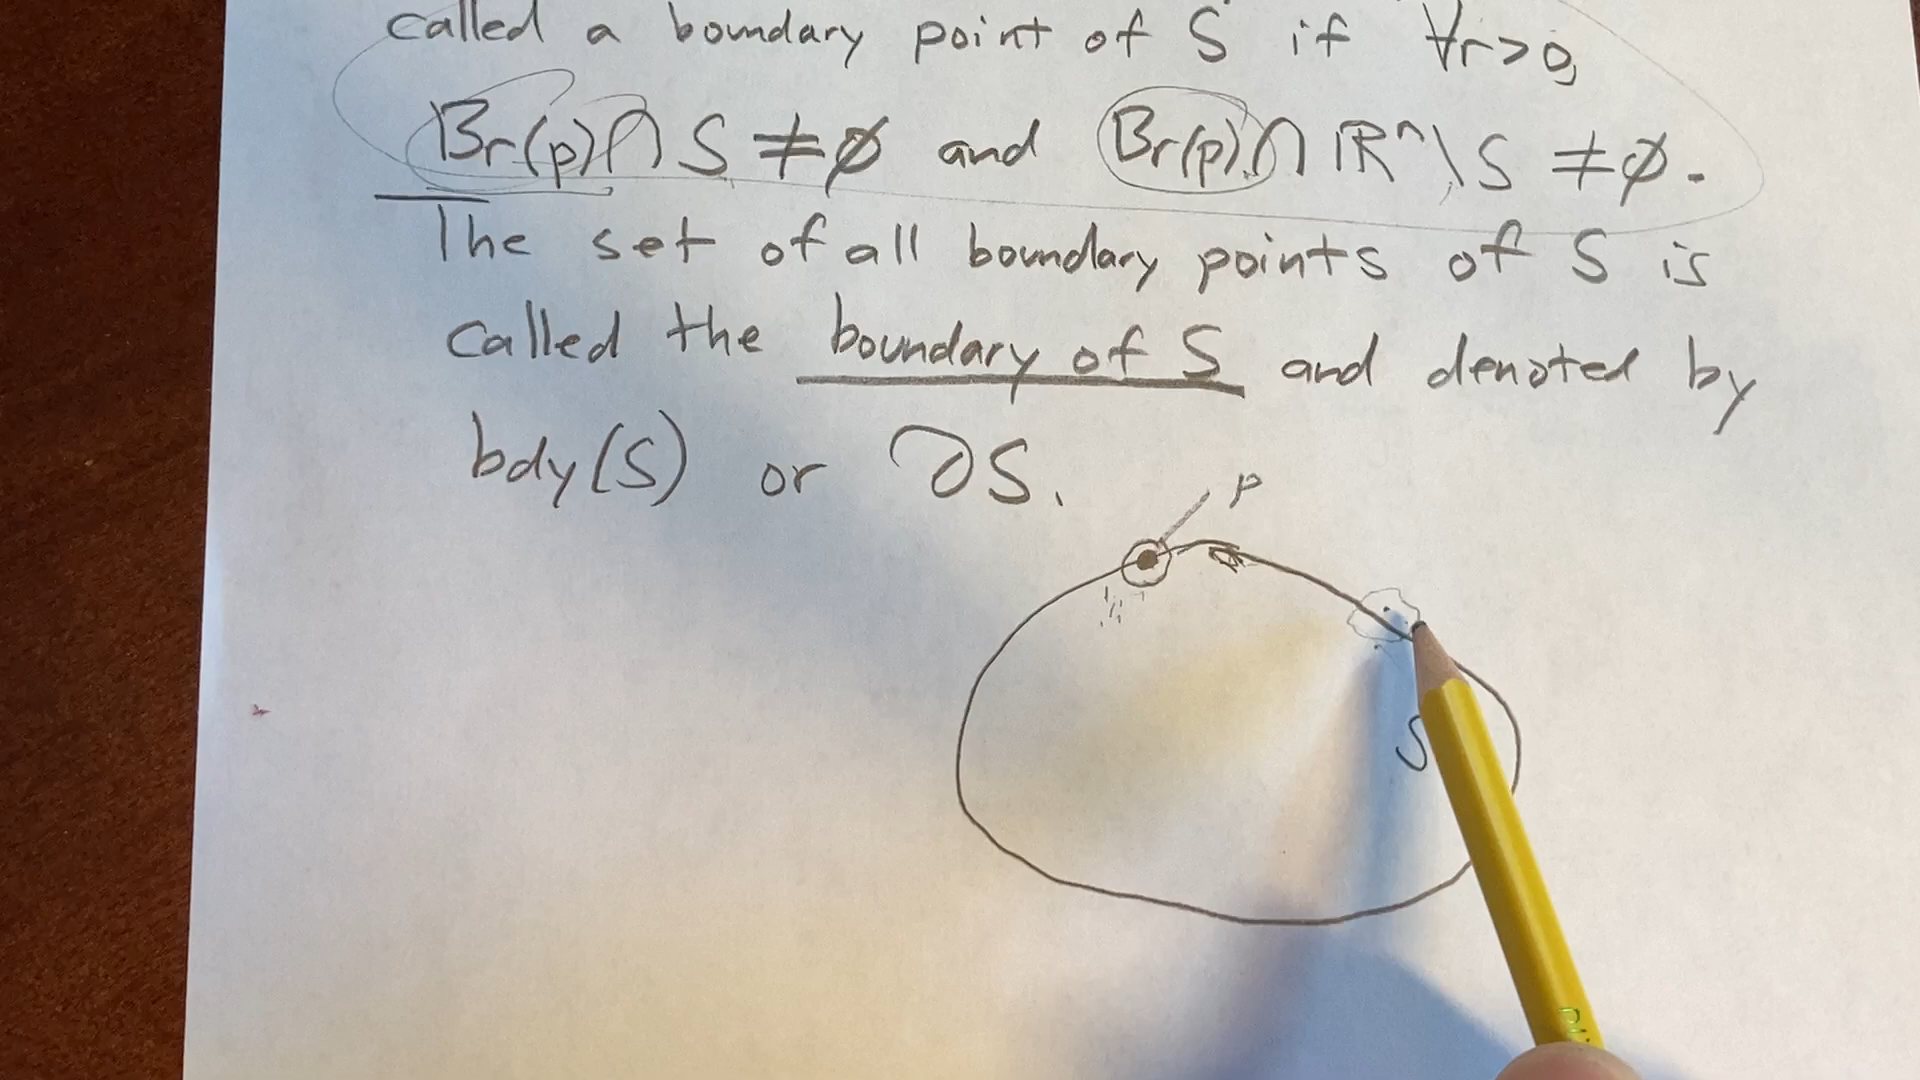 called a boundary point of S if ∀r>0,
Br(p)∩S ≠ ∅ and Br(p)∩ℝⁿ\S ≠ ∅.
The set of all boundary points of S is
called the boundary of S and denoted by
bdy(S) or ∂S.
p
S